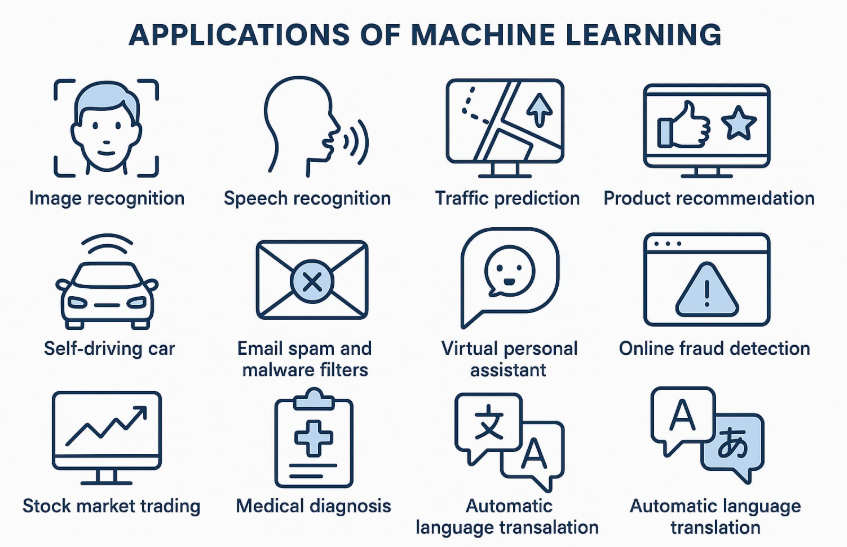 APPLICATIONS OF MACHINE LEARNING
Image recognition
Speech recognition
Traffic prediction
Product recommeıdation
Self-driving car
Email spam and
malware filters
Virtual personal
assistant
Online fraud detection
Stock market trading
Medical diagnosis
文
A
Automatic
language transalation
A
あ
Automatic language
translation